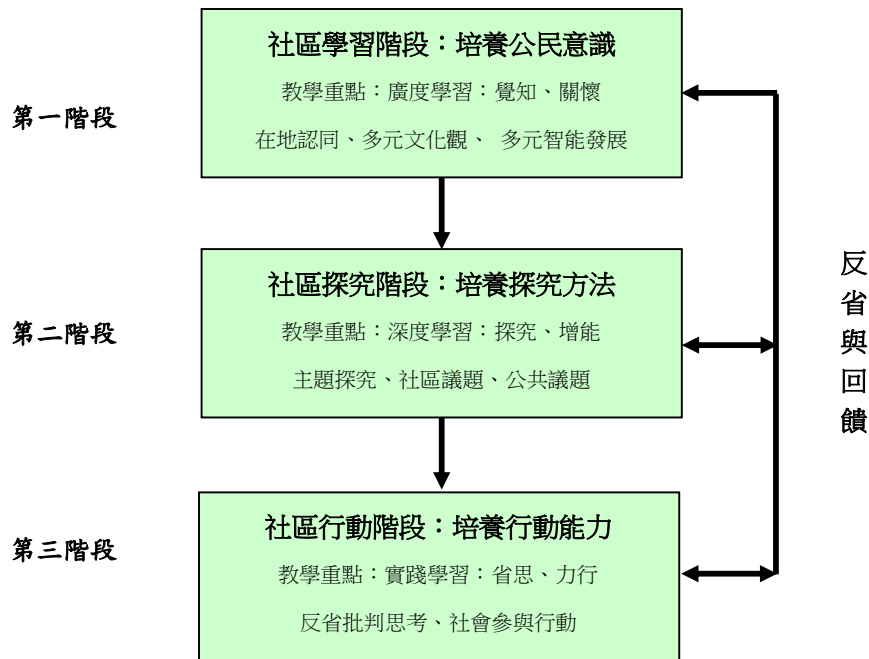 社區學習階段：培養公民意識
教學重點：廣度學習：覺知、關懷
第一階段
在地認同、多元文化觀、 多元智能發展
社區探究階段：培養探究方法
第二階段
教學重點：深度學習：探究、增能
主題探究、社區議題、公共議題
社區行動階段：培養行動能力
第三階段
教學重點：實踐學習：省思、力行
反省批判思考、社會參與行動
反省與回饋